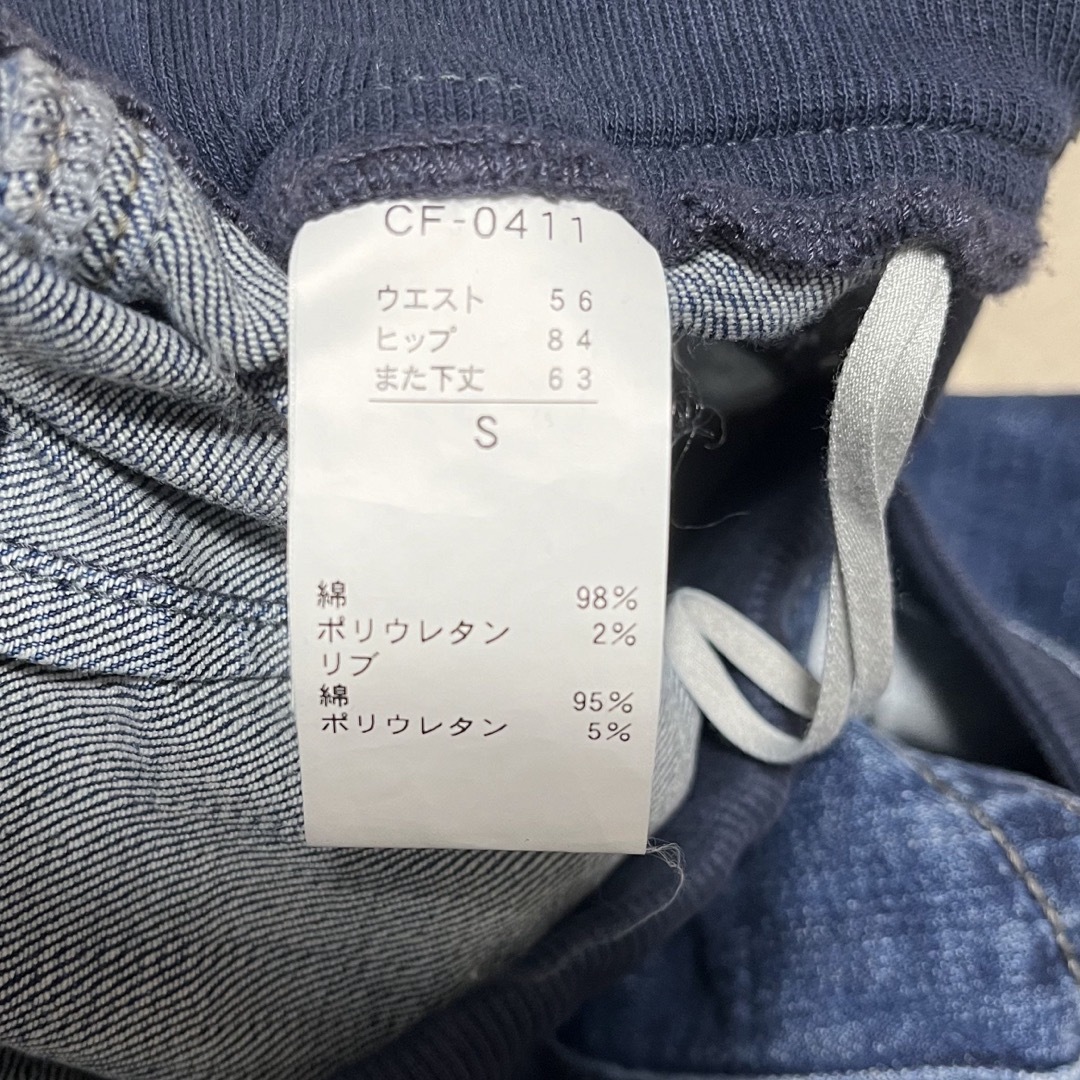 CF-0411
ウエスト 56
ヒップ 84
また下丈 63
S
綿 98%
ポリウレタン 2%
リブ
綿 95%
ポリウレタン 5%